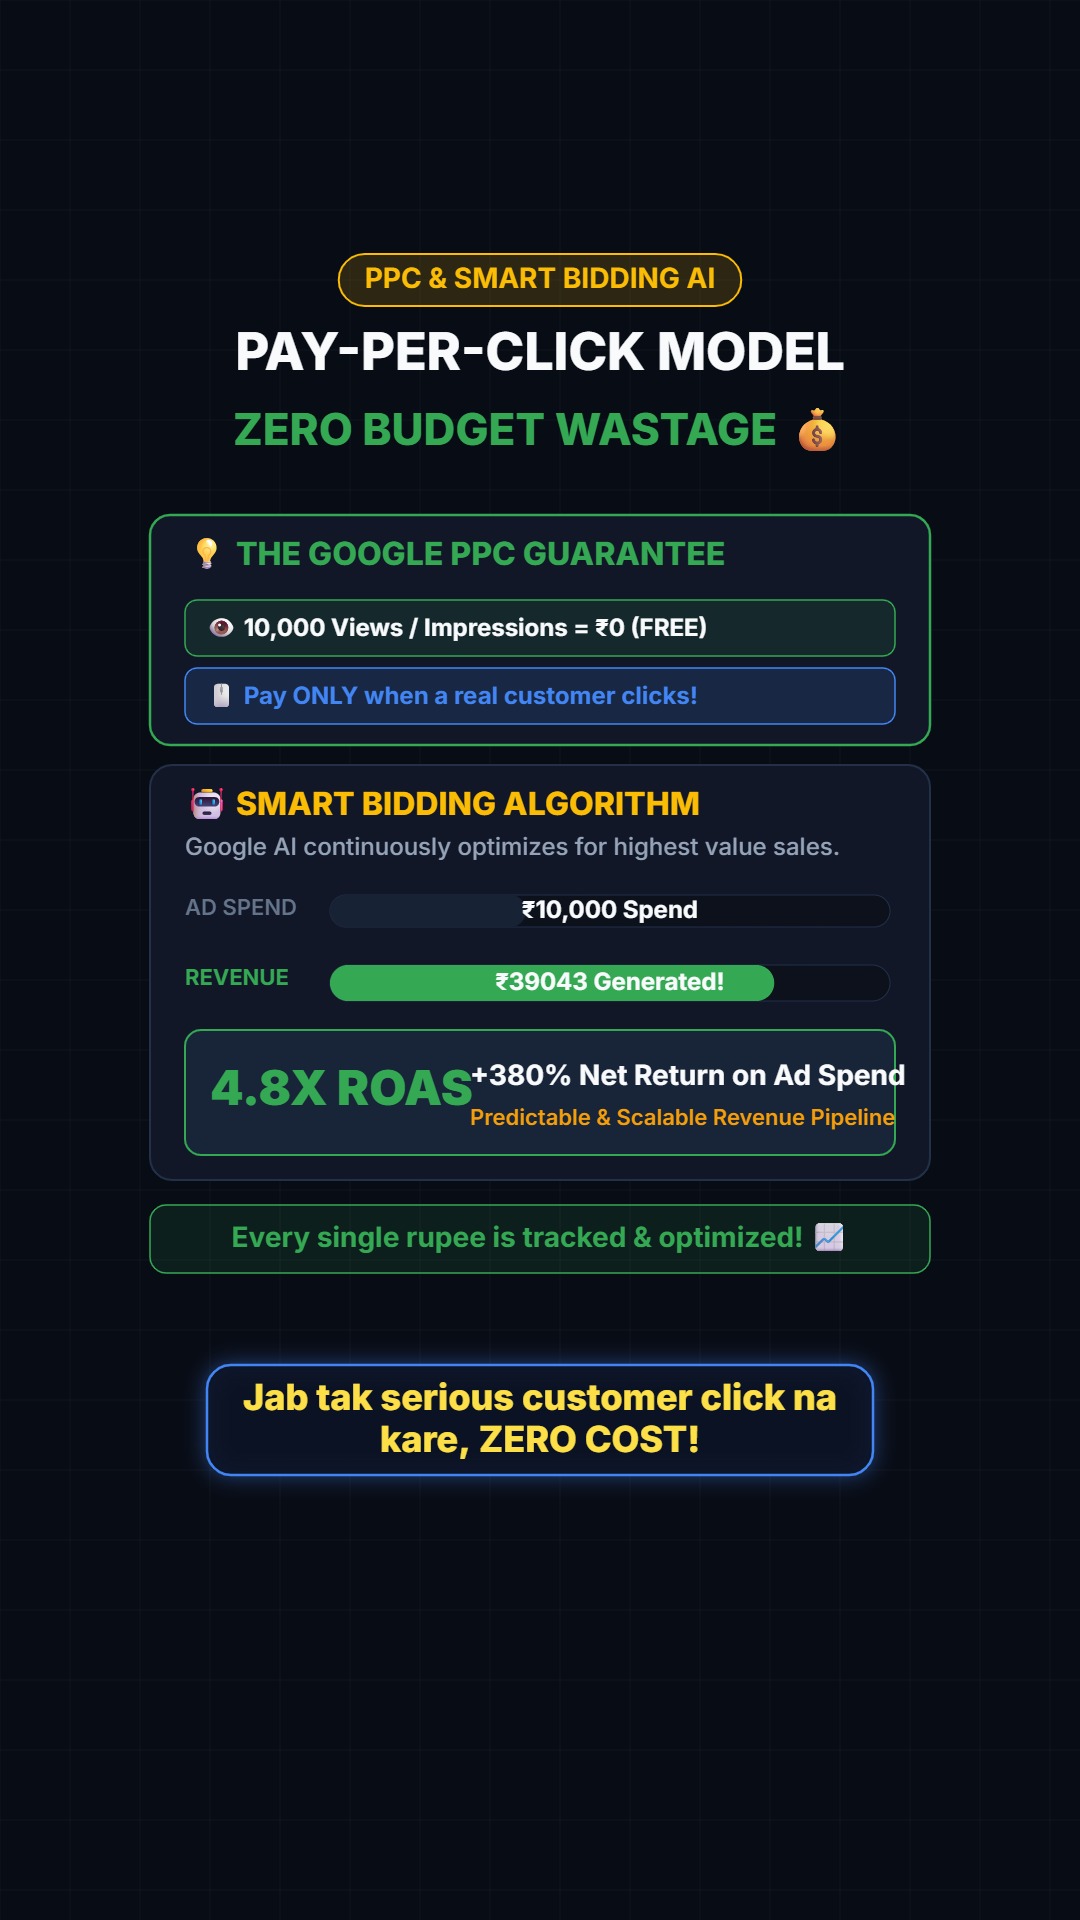 PPC & SMART BIDDING AI
PAY-PER-CLICK MODEL
ZERO BUDGET WASTAGE 💰
💡 THE GOOGLE PPC GUARANTEE
👁️ 10,000 Views / Impressions = ₹0 (FREE)
🖱️ Pay ONLY when a real customer clicks!
🤖 SMART BIDDING ALGORITHM
Google AI continuously optimizes for highest value sales.
AD SPEND
₹10,000 Spend
REVENUE
₹39043 Generated!
4.8X ROAS
+380% Net Return on Ad Spend
Predictable & Scalable Revenue Pipeline
Every single rupee is tracked & optimized! 📈
Jab tak serious customer click na
kare, ZERO COST!